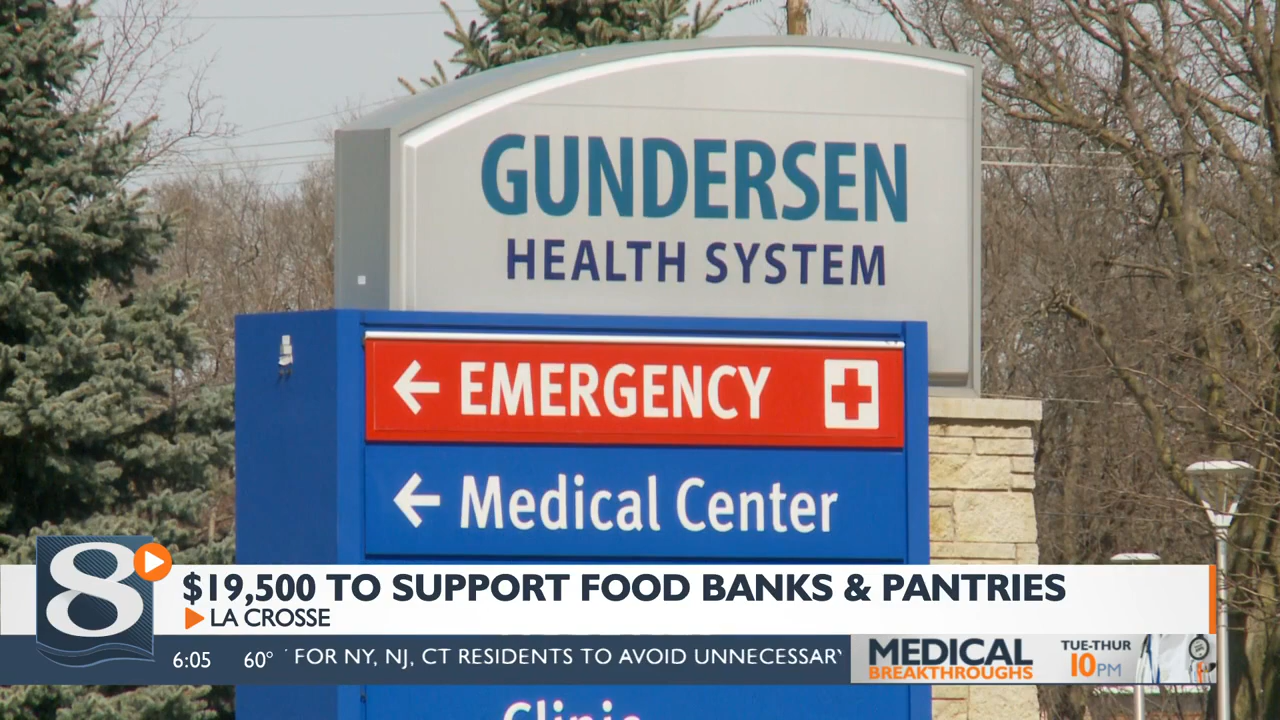 GUNDERSEN
HEALTH SYSTEM
EMERGENCY
Medical Center
Clinic
8
$19,500 TO SUPPORT FOOD BANKS & PANTRIES
LA CROSSE
6:05 60° FOR NY, NJ, CT RESIDENTS TO AVOID UNNECESSARY
MEDICAL
BREAKTHROUGHS
TUE-THUR
10PM